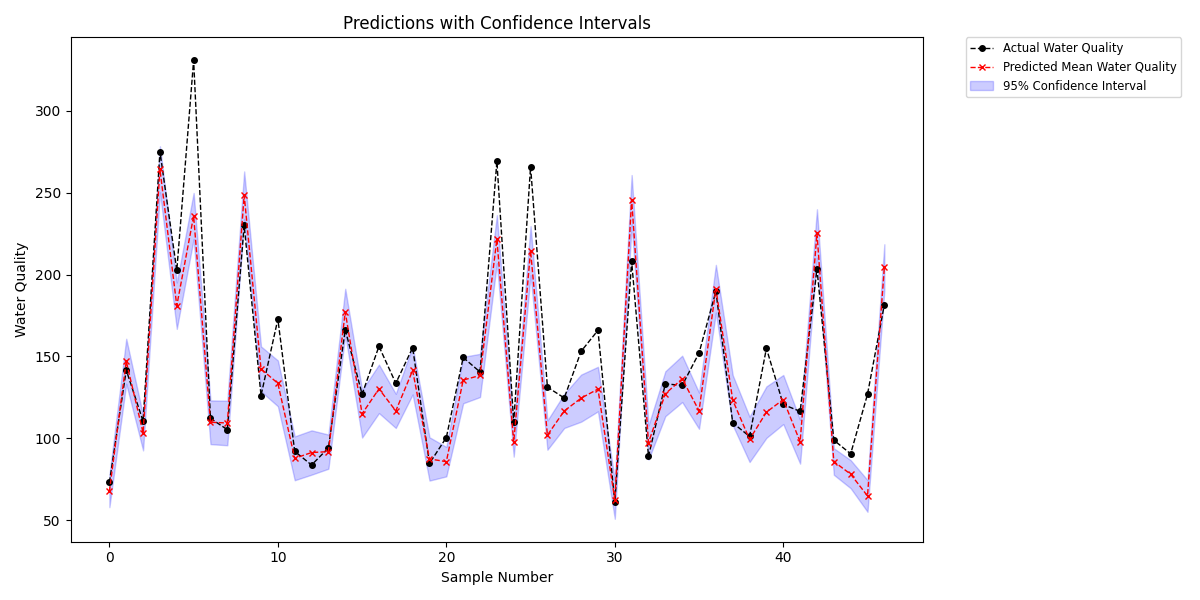 Predictions with Confidence Intervals
Actual Water Quality
Predicted Mean Water Quality
95% Confidence Interval
Water Quality
300
250
200
150
100
50
0
10
20
30
40
Sample Number